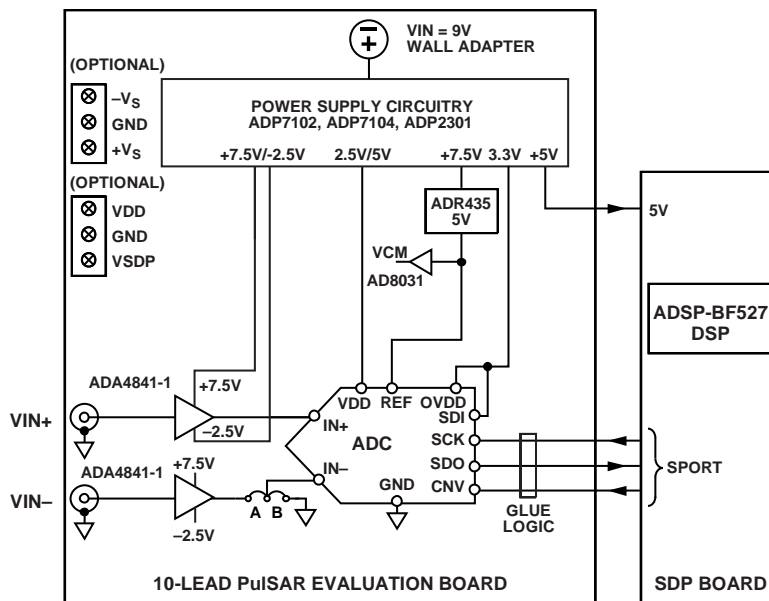 VIN = 9V
WALL ADAPTER
(OPTIONAL)
–VS
GND
+VS
POWER SUPPLY CIRCUITRY
ADP7102, ADP7104, ADP2301
+7.5V/-2.5V 2.5V/5V +7.5V 3.3V +5V
(OPTIONAL)
VDD
GND
VSDP
ADR435
5V
5V
VCM
AD8031
ADSP-BF527
DSP
ADA4841-1
+7.5V
–2.5V
VIN+
VDD REF OVDD
SDI
IN+
ADC
SCK
SDO
CNV
IN–
GND
GLUE
LOGIC
SPORT
ADA4841-1
+7.5V
–2.5V
VIN–
A B
10-LEAD PulSAR EVALUATION BOARD
SDP BOARD